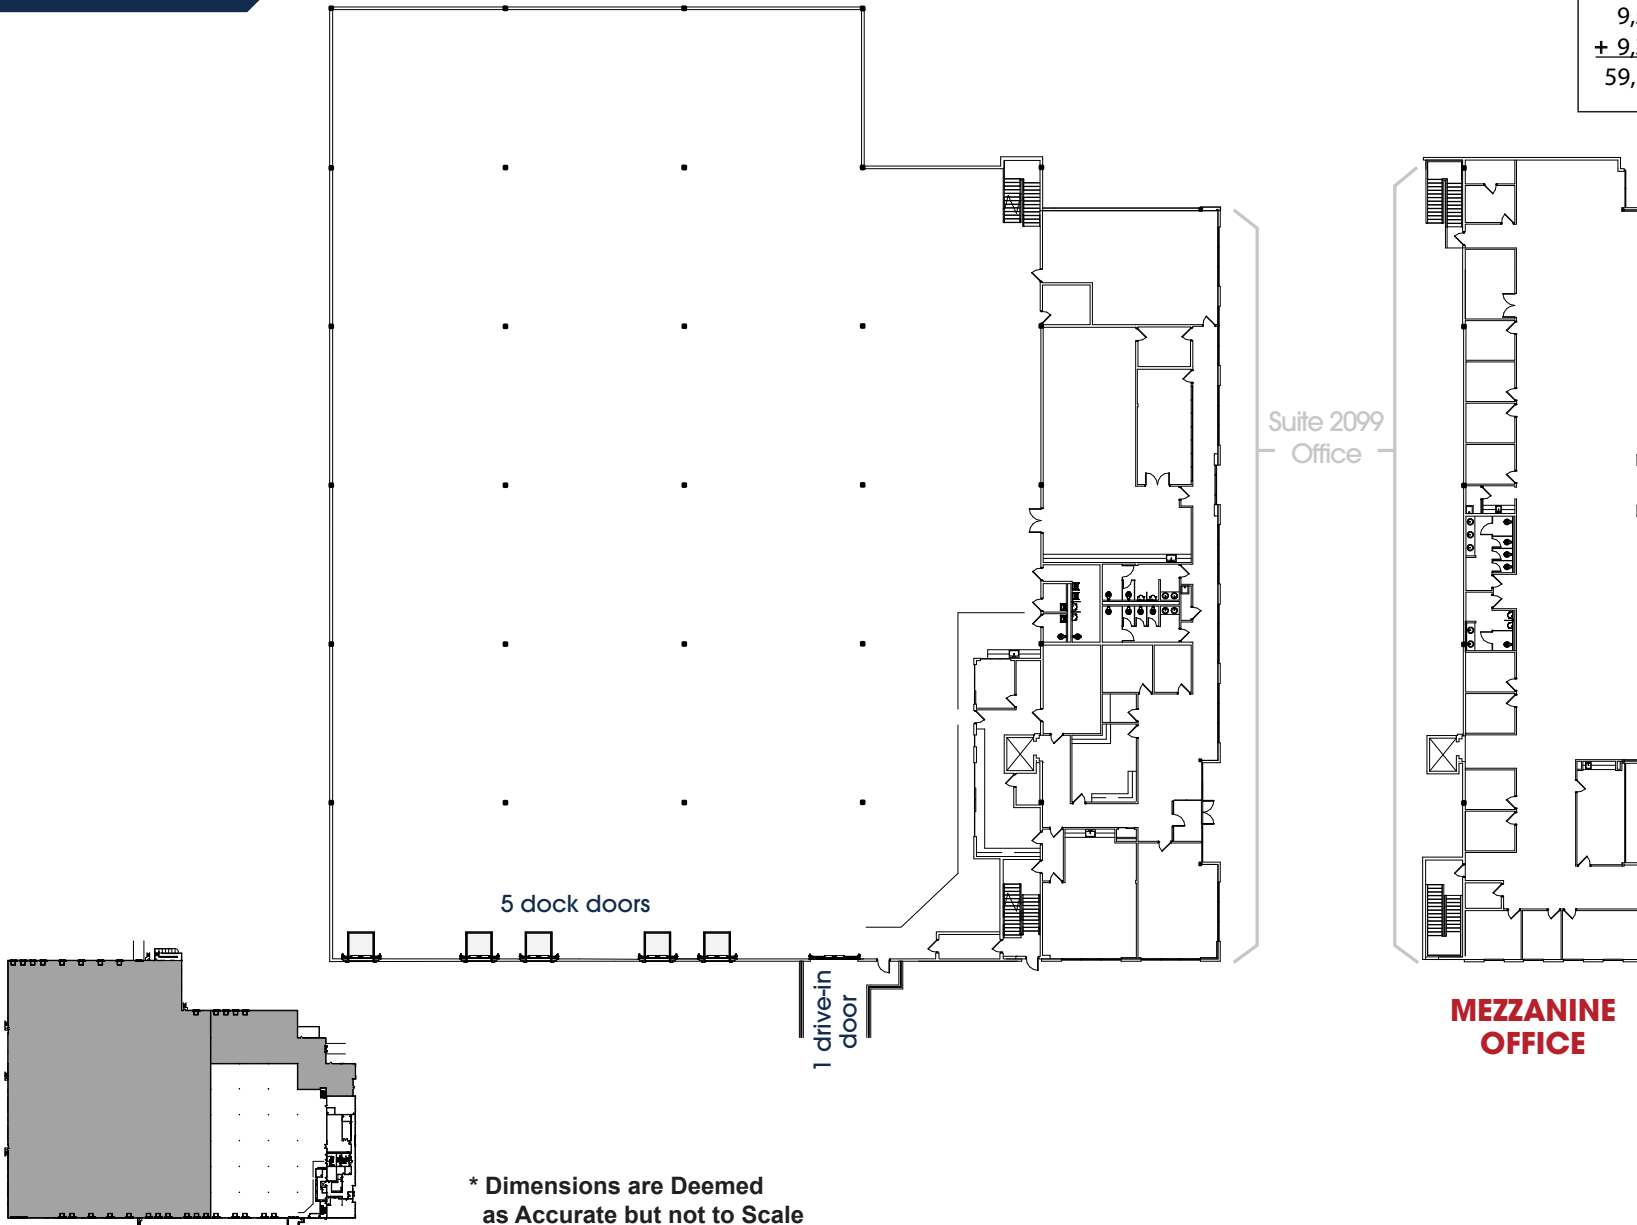 Suite 2099
Office
5 dock doors
1 drive-in
door
MEZZANINE
OFFICE
* Dimensions are Deemed
as Accurate but not to Scale